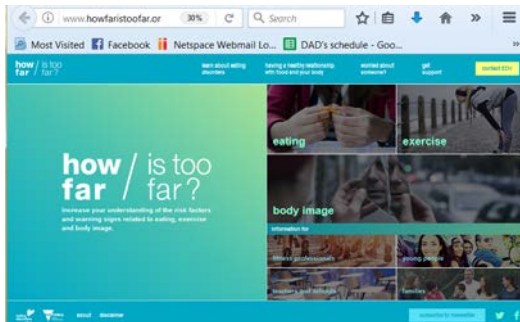 www.howfaristoofar.or
30%
Search
Most Visited
Facebook
Netspace Webmail Lo...
DAD's schedule - Goo...
how / is too
far / far?
learn about eating
disorders
having a healthy relationship
with food and your body
worried about
someone?
get
support
contact EDV
how / is too
far / far?
Increase your understanding of the risk factors
and warning signs related to eating, exercise
and body image.
eating
exercise
body image
information for
fitness professionals
young people
teachers and schools
families
about
disclaimer
subscribe to newsletter